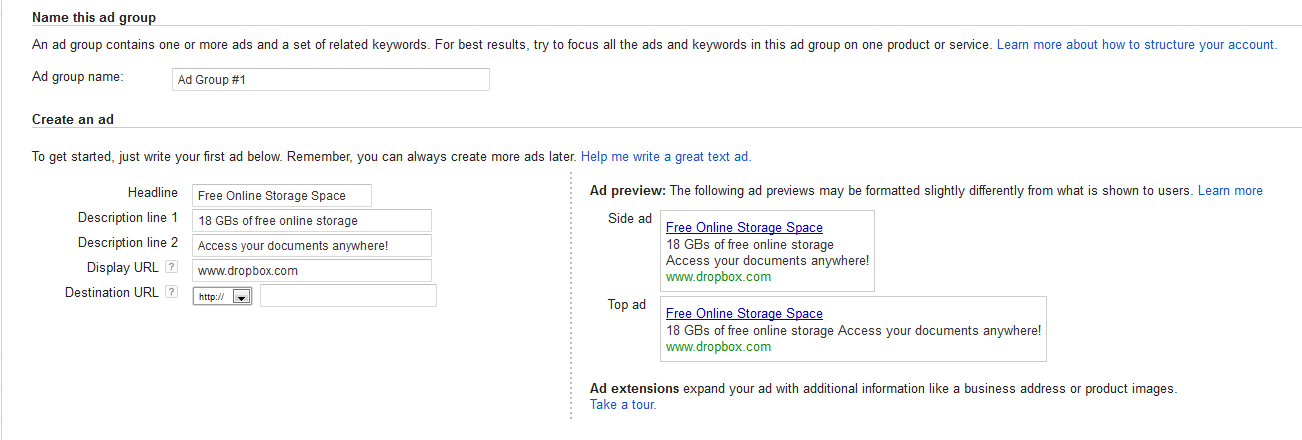 Name this ad group
An ad group contains one or more ads and a set of related keywords. For best results, try to focus all the ads and keywords in this ad group on one product or service. Learn more about how to structure your account.
Ad group name: Ad Group #1
Create an ad
To get started, just write your first ad below. Remember, you can always create more ads later. Help me write a great text ad.
Headline Free Online Storage Space
Description line 1 18 GBs of free online storage
Description line 2 Access your documents anywhere!
Display URL ? www.dropbox.com
Destination URL ? http://
Ad preview: The following ad previews may be formatted slightly differently from what is shown to users. Learn more
Side ad
Free Online Storage Space
18 GBs of free online storage
Access your documents anywhere!
www.dropbox.com
Top ad
Free Online Storage Space
18 GBs of free online storage Access your documents anywhere!
www.dropbox.com
Ad extensions expand your ad with additional information like a business address or product images.
Take a tour.